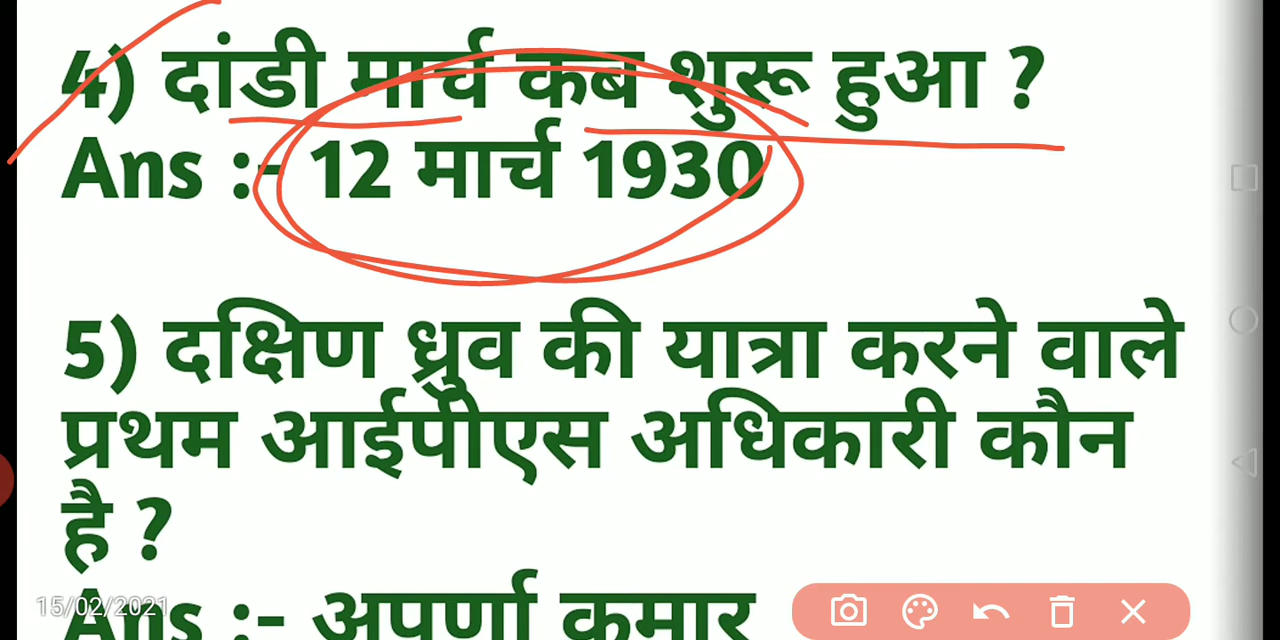 4) दांडी मार्च कब शुरू हुआ ?
Ans :- 12 मार्च 1930
5) दक्षिण ध्रुव की यात्रा करने वाले
प्रथम आईपीएस अधिकारी कौन
है ?
15/02/2021
Ans :- अपर्णा कुमार